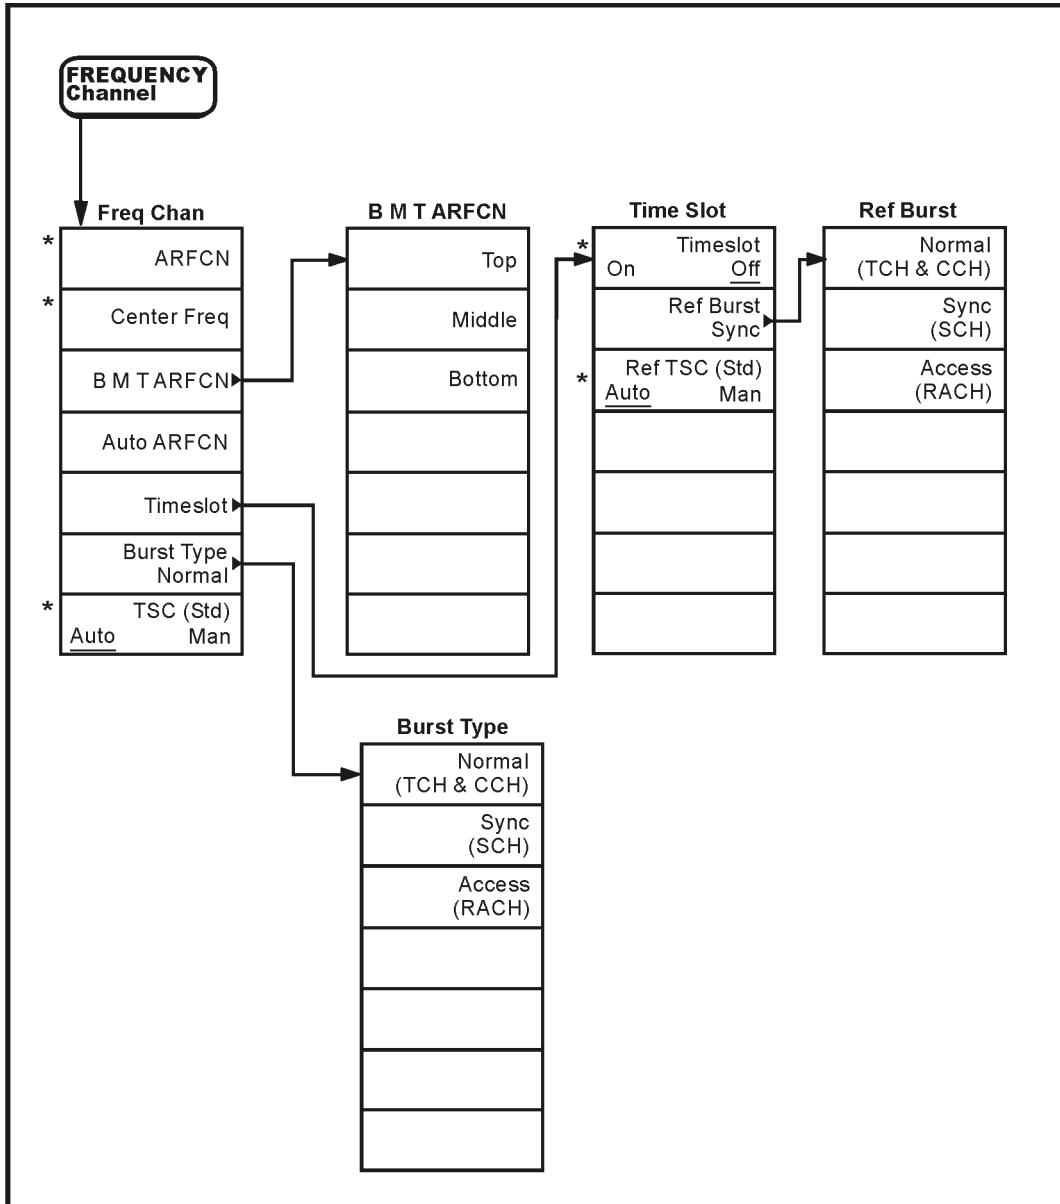 FREQUENCY
Channel
Freq Chan
*
ARFCN
*
Center Freq
B M T ARFCN
Auto ARFCN
Timeslot
Burst Type
Normal
*
TSC (Std)
Auto Man
B M T ARFCN
Top
Middle
Bottom
Time Slot
*
Timeslot
On Off
Ref Burst
Sync
*
Ref TSC (Std)
Auto Man
Ref Burst
Normal
(TCH & CCH)
Sync
(SCH)
Access
(RACH)
Burst Type
Normal
(TCH & CCH)
Sync
(SCH)
Access
(RACH)